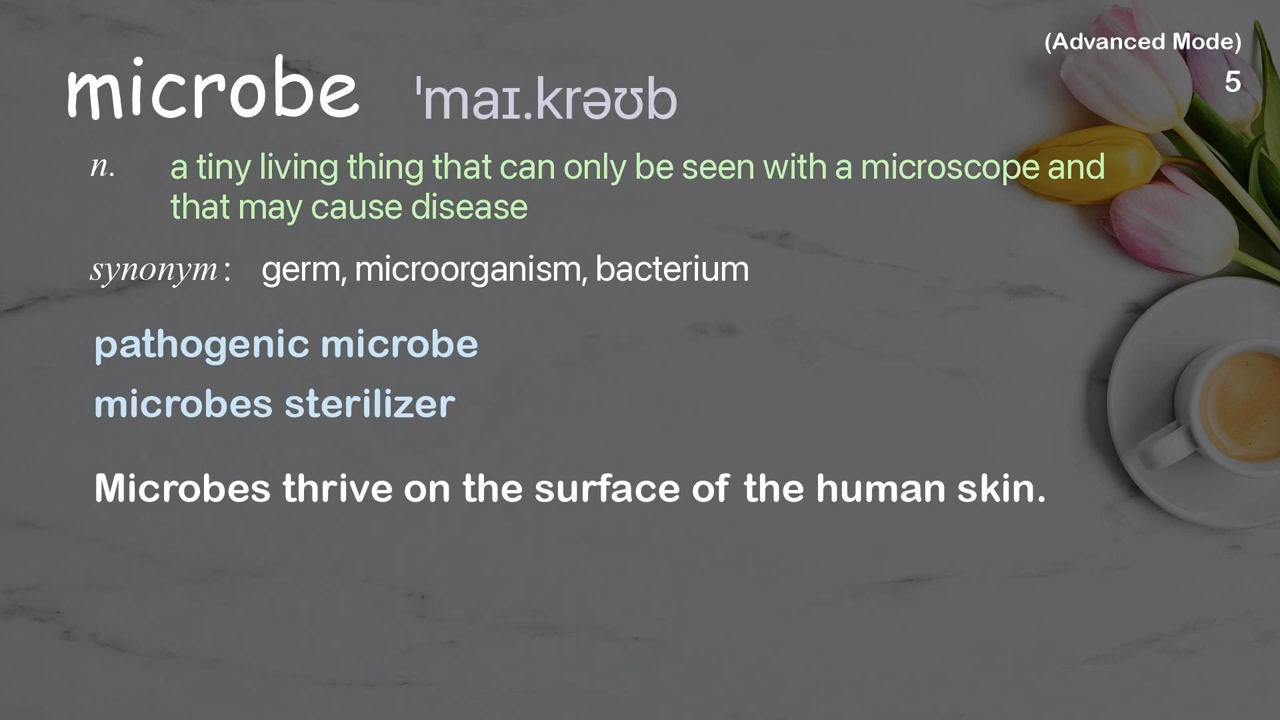 (Advanced Mode)
5
microbe ˈmaɪ.krəʊb
n. a tiny living thing that can only be seen with a microscope and
that may cause disease
synonym: germ, microorganism, bacterium
pathogenic microbe
microbes sterilizer
Microbes thrive on the surface of the human skin.